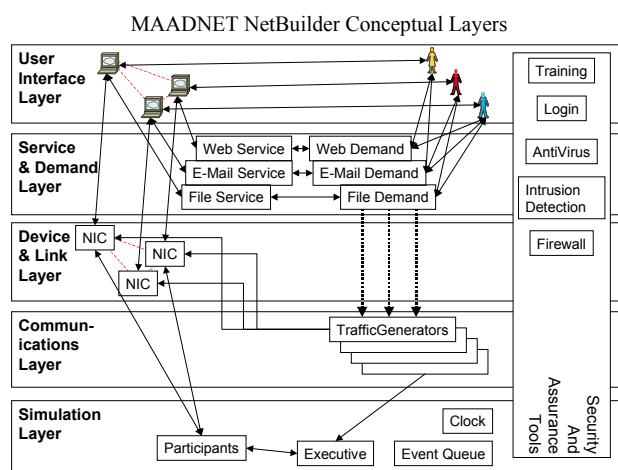 MAADNET NetBuilder Conceptual Layers
User
Interface
Layer
Training
Login
Service
& Demand
Layer
Web Service
Web Demand
E-Mail Service
E-Mail Demand
File Service
File Demand
AntiVirus
Intrusion
Detection
Device
& Link
Layer
NIC
NIC
NIC
Firewall
Commun-
ications
Layer
TrafficGenerators
Simulation
Layer
Participants
Executive
Clock
Event Queue
Security
And
Assurance
Tools